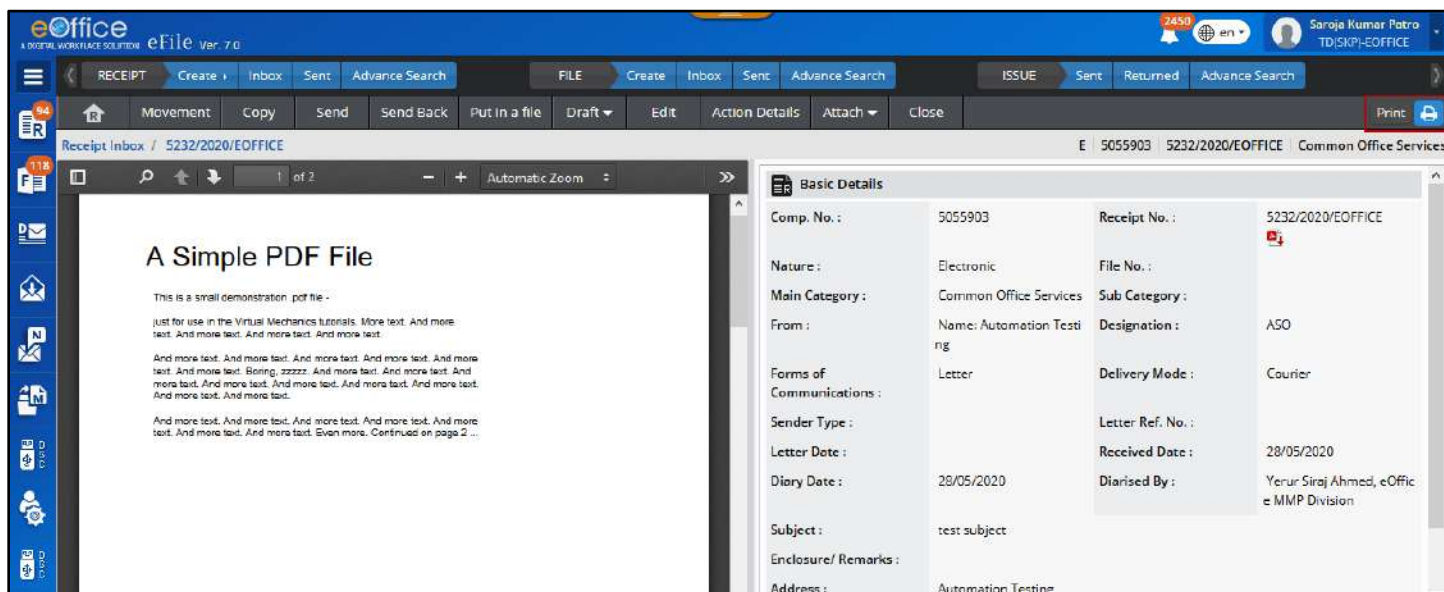 eOffice
A DIGITAL WORKPLACE SOLUTION eFile Ver. 7.0
2450
en
Saroja Kumar Patro
TD(SKP)-EOFFICE
RECEIPT Create Inbox Sent Advance Search FILE Create Inbox Sent Advance Search ISSUE Sent Returned Advance Search
94
R
Movement Copy Send Send Back Put in a file Draft Edit Action Details Attach Close Print
Receipt Inbox / 5232/2020/EOFFICE E 5055903 5232/2020/EOFFICE Common Office Services
118
F
1 of 2 Automatic Zoom
D
N
M
DSC
DSC
A Simple PDF File
This is a small demonstration .pdf file -
just for use in the Virtual Mechanics tutorials. More text. And more
text. And more text. And more text. And more text.
And more text. And more text. And more text. And more text. And more
text. And more text. Boring, zzzzz. And more text. And more text. And
more text. And more text. And more text. And more text. And more text.
And more text. And more text.
And more text. And more text. And more text. And more text. And more
text. And more text. And more text. Even more. Continued on page 2 ...
Basic Details
Comp. No. : 5055903 Receipt No. : 5232/2020/EOFFICE
Nature : Electronic File No. :
Main Category : Common Office Services Sub Category :
From : Name: Automation Testi Designation : ASO
ng
Forms of Letter Delivery Mode : Courier
Communications :
Sender Type : Letter Ref. No. :
Letter Date : Received Date : 28/05/2020
Diary Date : 28/05/2020 Diarised By : Yerur Siraj Ahmed, eOffic
e MMP Division
Subject : test subject
Enclosure/ Remarks :
Address : Automation Testing